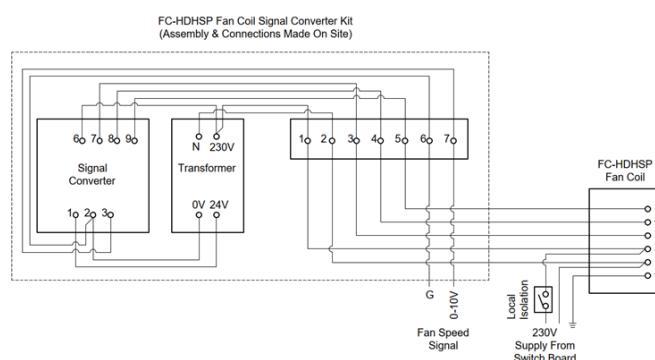 FC-HDHSP Fan Coil Signal Converter Kit
(Assembly & Connections Made On Site)
6 7 8 9
N 230V
1 2 3 4 5 6 7
Signal
Converter
Transformer
FC-HDHSP
Fan Coil
1 2 3
0V 24V
G
0-10V
Local
Isolation
Fan Speed
Signal
230V
Supply From
Switch Board